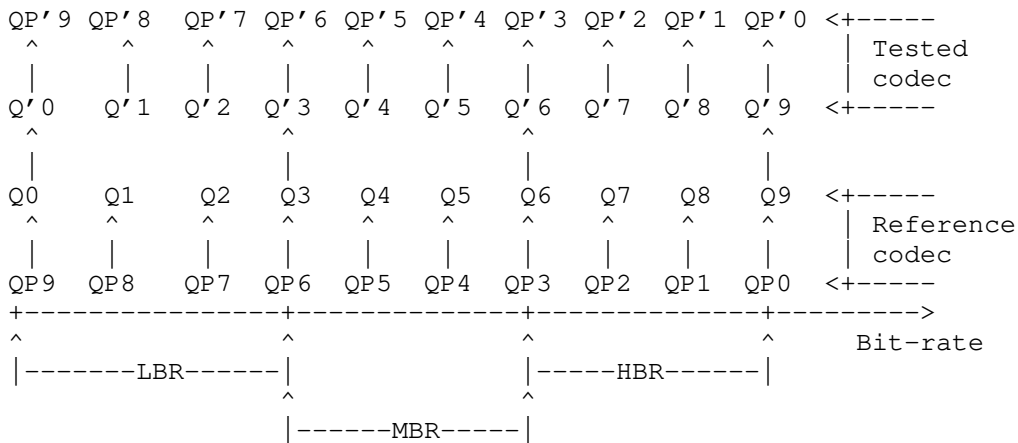 QP'9 QP'8 QP'7 QP'6 QP'5 QP'4 QP'3 QP'2 QP'1 QP'0 <+-----
^ ^ ^ ^ ^ ^ ^ ^ ^ ^ | Tested
| | | | | | | | | | | codec
Q'0 Q'1 Q'2 Q'3 Q'4 Q'5 Q'6 Q'7 Q'8 Q'9 <+-----
^ ^ ^ ^
| | | |
Q0 Q1 Q2 Q3 Q4 Q5 Q6 Q7 Q8 Q9 <+-----
^ ^ ^ ^ ^ ^ ^ ^ ^ ^ | Reference
| | | | | | | | | | | codec
QP9 QP8 QP7 QP6 QP5 QP4 QP3 QP2 QP1 QP0 <+-----
+----------------+--------------+--------------+--------->
^ ^ ^ ^ Bit-rate
|-------LBR------| |-----HBR------|
^ ^
|------MBR-----|